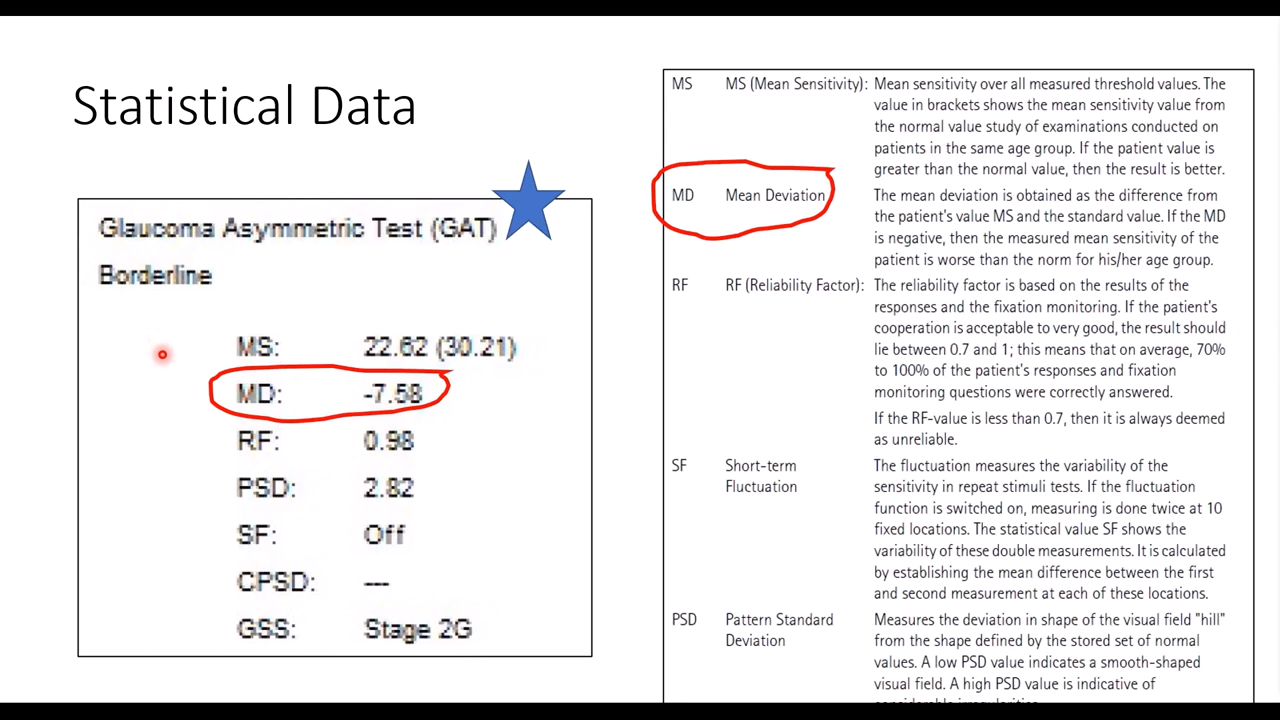 Statistical Data
Glaucoma Asymmetric Test (GAT)
Borderline
MS: 22.62 (30.21)
MD: -7.58
RF: 0.98
PSD: 2.82
SF: Off
CPSD: ---
GSS: Stage 2G
MS MS (Mean Sensitivity): Mean sensitivity over all measured threshold values. The
value in brackets shows the mean sensitivity value from
the normal value study of examinations conducted on
patients in the same age group. If the patient value is
greater than the normal value, then the result is better.
MD Mean Deviation The mean deviation is obtained as the difference from
the patient's value MS and the standard value. If the MD
is negative, then the measured mean sensitivity of the
patient is worse than the norm for his/her age group.
RF RF (Reliability Factor): The reliability factor is based on the results of the
responses and the fixation monitoring. If the patient's
cooperation is acceptable to very good, the result should
lie between 0.7 and 1; this means that on average, 70%
to 100% of the patient's responses and fixation
monitoring questions were correctly answered.
If the RF-value is less than 0.7, then it is always deemed
as unreliable.
SF Short-term The fluctuation measures the variability of the
Fluctuation sensitivity in repeat stimuli tests. If the fluctuation
function is switched on, measuring is done twice at 10
fixed locations. The statistical value SF shows the
variability of these double measurements. It is calculated
by establishing the mean difference between the first
and second measurement at each of these locations.
PSD Pattern Standard Measures the deviation in shape of the visual field "hill"
Deviation from the shape defined by the stored set of normal
values. A low PSD value indicates a smooth-shaped
visual field. A high PSD value is indicative of